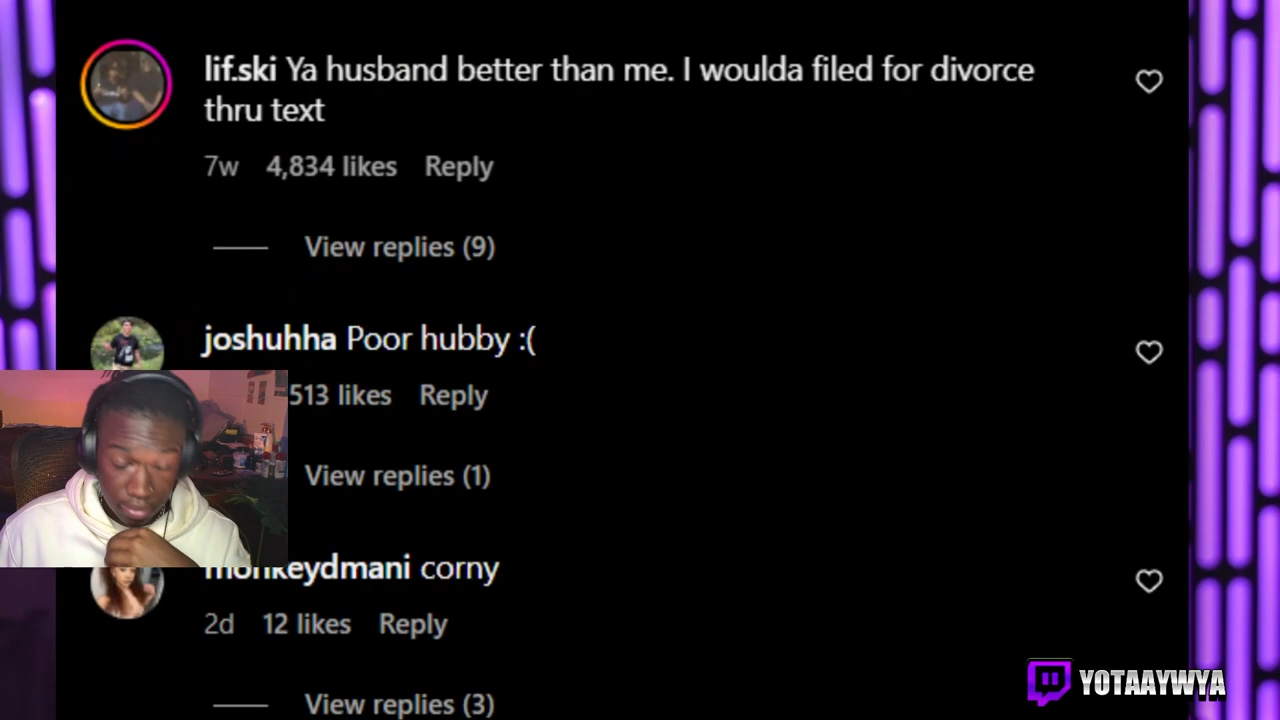 lif.ski Ya husband better than me. I woulda filed for divorce
thru text
7w 4,834 likes Reply
View replies (9)
joshuhha Poor hubby :(
513 likes Reply
View replies (1)
monkeydmani corny
2d 12 likes Reply
View replies (3)
YOTAAYWYA